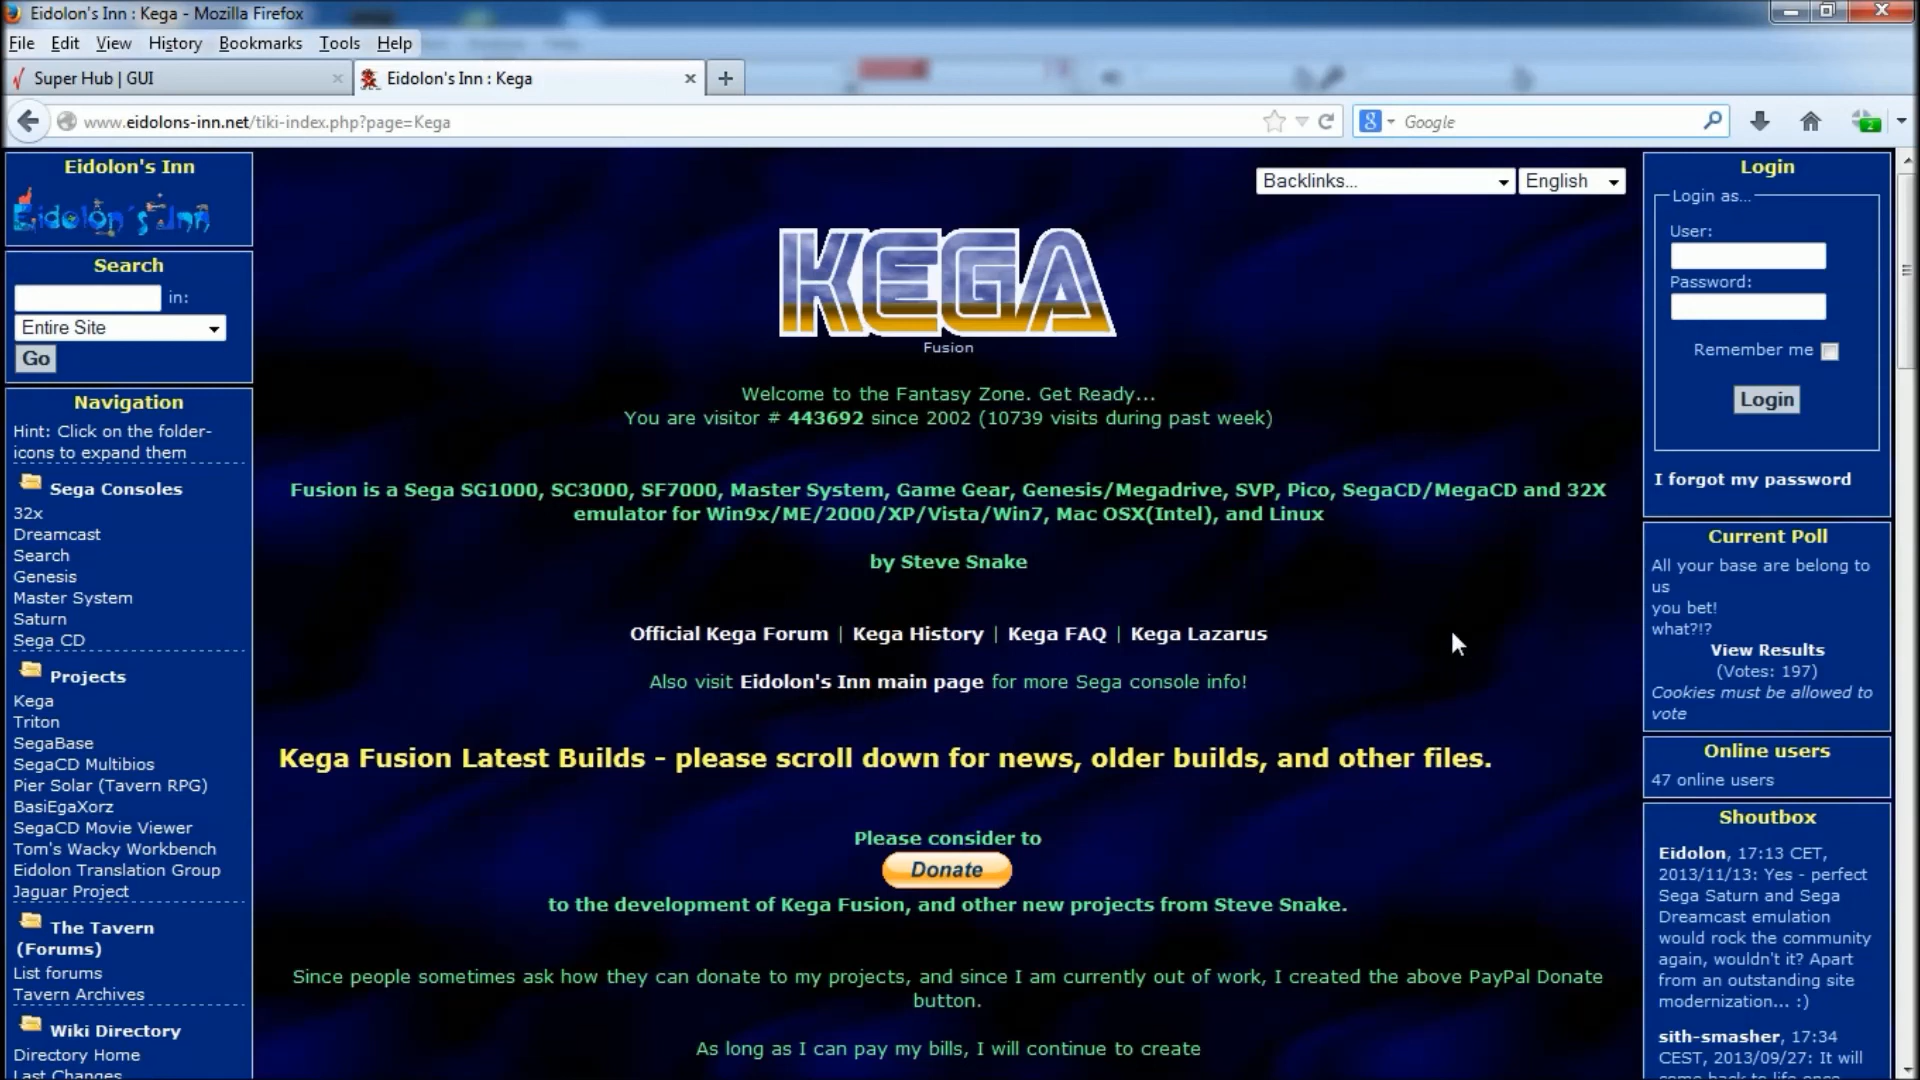 Eidolon's Inn : Kega - Mozilla Firefox
File Edit View History Bookmarks Tools Help
Super Hub | GUI
Eidolon's Inn : Kega
www.eidolons-inn.net/tiki-index.php?page=Kega
Google
2
Eidolon's Inn
Eidolon's Inn
Search
in:
Entire Site
Go
Navigation
Hint: Click on the folder-
icons to expand them
Sega Consoles
32x
Dreamcast
Search
Genesis
Master System
Saturn
Sega CD
Projects
Kega
Triton
SegaBase
SegaCD Multibios
Pier Solar (Tavern RPG)
BasiEgaXorz
SegaCD Movie Viewer
Tom's Wacky Workbench
Eidolon Translation Group
Jaguar Project
The Tavern
(Forums)
List forums
Tavern Archives
Wiki Directory
Directory Home
Last Changes
Backlinks...
English
KEGA
Fusion
Welcome to the Fantasy Zone. Get Ready...
You are visitor # 443692 since 2002 (10739 visits during past week)
Fusion is a Sega SG1000, SC3000, SF7000, Master System, Game Gear, Genesis/Megadrive, SVP, Pico, SegaCD/MegaCD and 32X
emulator for Win9x/ME/2000/XP/Vista/Win7, Mac OSX(Intel), and Linux
by Steve Snake
Official Kega Forum | Kega History | Kega FAQ | Kega Lazarus
Also visit Eidolon's Inn main page for more Sega console info!
Kega Fusion Latest Builds - please scroll down for news, older builds, and other files.
Please consider to
Donate
to the development of Kega Fusion, and other new projects from Steve Snake.
Since people sometimes ask how they can donate to my projects, and since I am currently out of work, I created the above PayPal Donate
button.
As long as I can pay my bills, I will continue to create
Login
Login as...
User:
Password:
Remember me
Login
I forgot my password
Current Poll
All your base are belong to
us
you bet!
what?!?
View Results
(Votes: 197)
Cookies must be allowed to
vote
Online users
47 online users
Shoutbox
Eidolon, 17:13 CET,
2013/11/13: Yes - perfect
Sega Saturn and Sega
Dreamcast emulation
would rock the community
again, wouldn't it? Apart
from an outstanding site
modernization... :)
sith-smasher, 17:34
CEST, 2013/09/27: It will
come back to life once